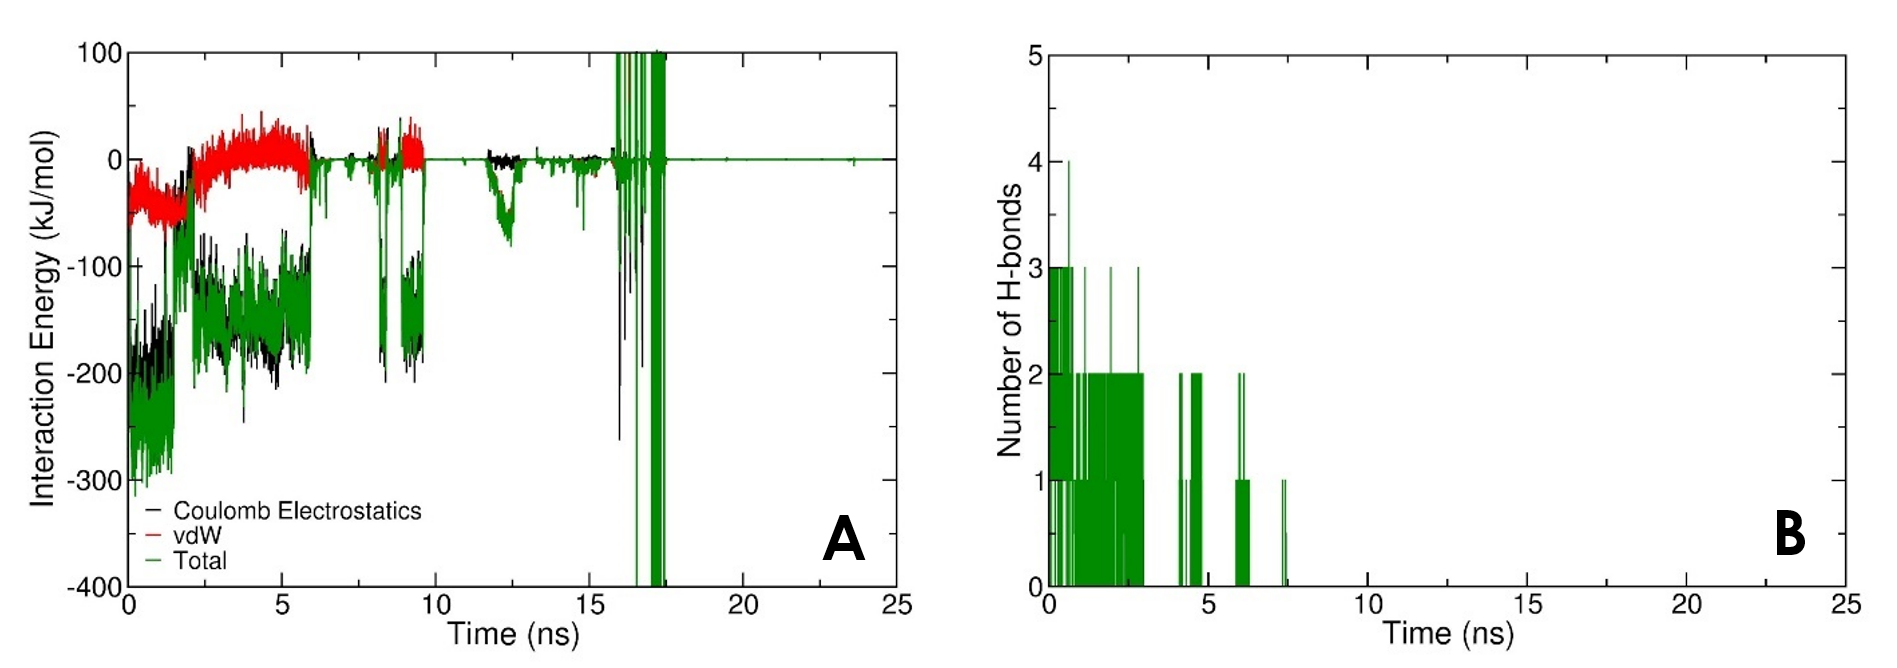 100
0
-100
-200
-300
-400
Interaction Energy (kJ/mol)
Coulomb Electrostatics
vdW
Total
A
0 5 10 15 20 25
Time (ns)
5
4
3
2
1
0
Number of H-bonds
B
0 5 10 15 20 25
Time (ns)